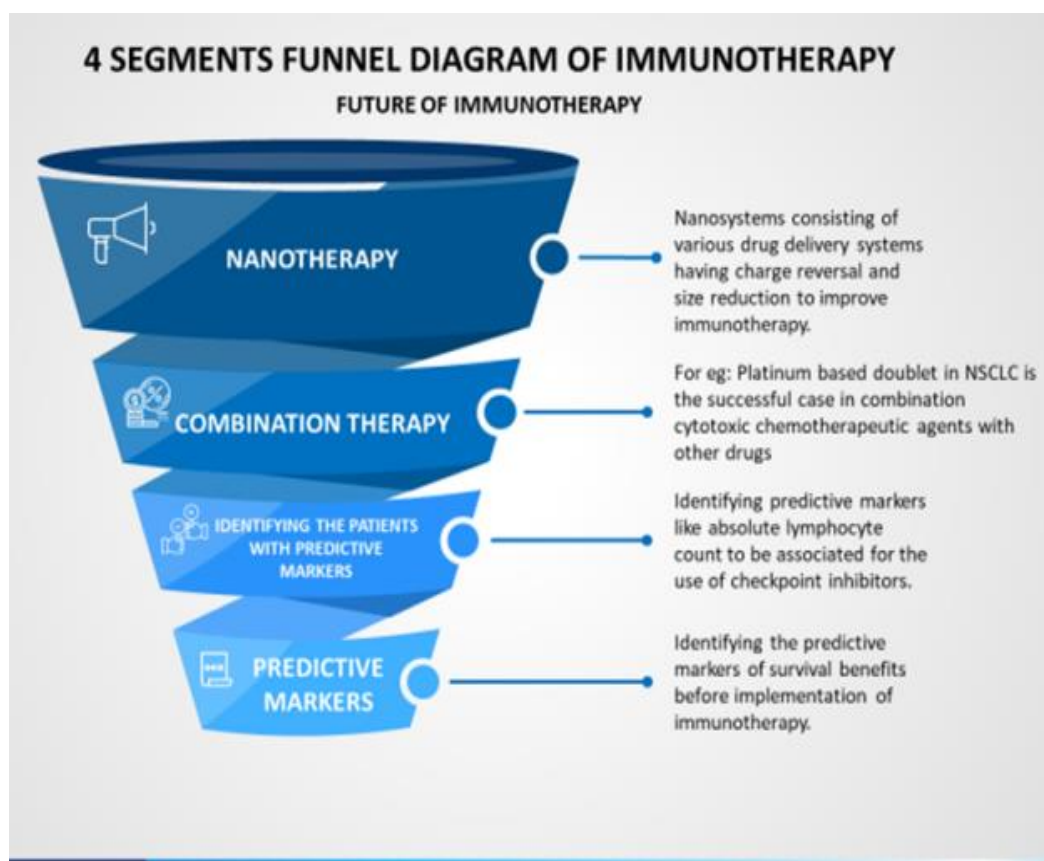 4 SEGMENTS FUNNEL DIAGRAM OF IMMUNOTHERAPY
FUTURE OF IMMUNOTHERAPY
NANOTHERAPY
Nanosystems consisting of
various drug delivery systems
having charge reversal and
size reduction to improve
immunotherapy.
COMBINATION THERAPY
For eg: Platinum based doublet in NSCLC is
the successful case in combination
cytotoxic chemotherapeutic agents with
other drugs
IDENTIFYING THE PATIENTS
WITH PREDICTIVE
MARKERS
Identifying predictive markers
like absolute lymphocyte
count to be associated for the
use of checkpoint inhibitors.
PREDICTIVE
MARKERS
Identifying the predictive
markers of survival benefits
before implementation of
immunotherapy.